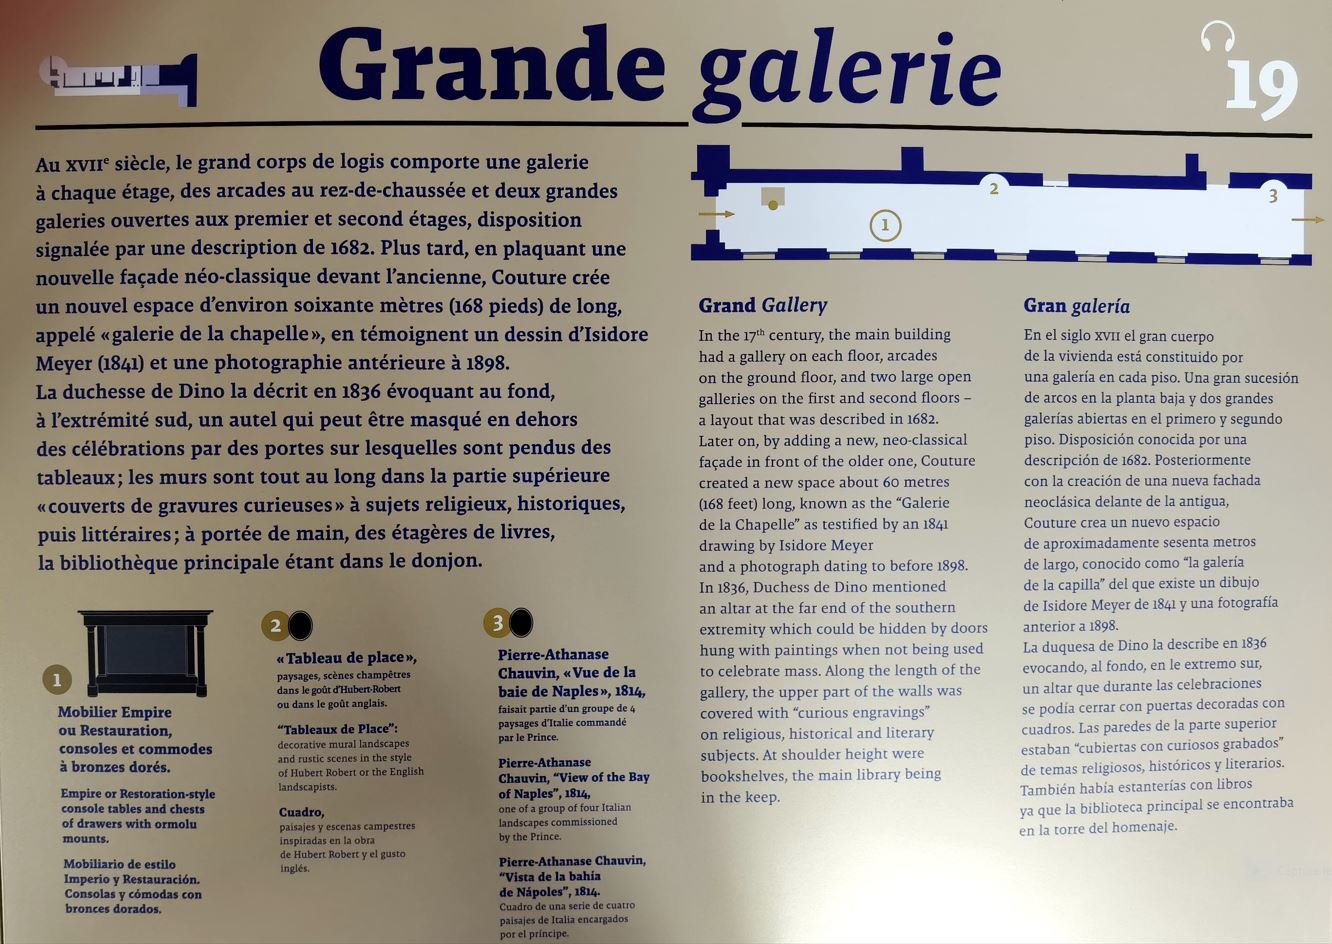 Grande galerie
19
Au XVIIe siècle, le grand corps de logis comporte une galerie
à chaque étage, des arcades au rez-de-chaussée et deux grandes
galeries ouvertes aux premier et second étages, disposition
signalée par une description de 1682. Plus tard, en plaquant une
nouvelle façade néo-classique devant l'ancienne, Couture crée
un nouvel espace d'environ soixante mètres (168 pieds) de long,
appelé «galerie de la chapelle», en témoignent un dessin d'Isidore
Meyer (1841) et une photographie antérieure à 1898.
La duchesse de Dino la décrit en 1836 évoquant au fond,
à l'extrémité sud, un autel qui peut être masqué en dehors
des célébrations par des portes sur lesquelles sont pendus des
tableaux; les murs sont tout au long dans la partie supérieure
«couverts de gravures curieuses» à sujets religieux, historiques,
puis littéraires; à portée de main, des étagères de livres,
la bibliothèque principale étant dans le donjon.
1
Mobilier Empire
ou Restauration,
consoles et commodes
à bronzes dorés.
Empire or Restoration-style
console tables and chests
of drawers with ormolu
mounts.
Mobiliario de estilo
Imperio y Restauración.
Consolas y cómodas con
bronces dorados.
2
«Tableau de place»,
paysages, scènes champêtres
dans le goût d'Hubert-Robert
ou dans le goût anglais.
"Tableaux de Place":
decorative mural landscapes
and rustic scenes in the style
of Hubert Robert or the English
landscapists.
Cuadro,
paisajes y escenas campestres
inspiradas en la obra
de Hubert Robert y el gusto
inglés.
3
Pierre-Athanase
Chauvin, «Vue de la
baie de Naples», 1814,
faisait partie d'un groupe de 4
paysages d'Italie commandé
par le Prince.
Pierre-Athanase
Chauvin, "View of the Bay
of Naples", 1814,
one of a group of four Italian
landscapes commissioned
by the Prince.
Pierre-Athanase Chauvin,
"Vista de la bahía
de Nápoles", 1814.
Cuadro de una serie de cuatro
paisajes de Italia encargados
por el príncipe.
1
2
3
Grand Gallery
In the 17th century, the main building
had a gallery on each floor, arcades
on the ground floor, and two large open
galleries on the first and second floors –
a layout that was described in 1682.
Later on, by adding a new, neo-classical
façade in front of the older one, Couture
created a new space about 60 metres
(168 feet) long, known as the "Galerie
de la Chapelle" as testified by an 1841
drawing by Isidore Meyer
and a photograph dating to before 1898.
In 1836, Duchess de Dino mentioned
an altar at the far end of the southern
extremity which could be hidden by doors
hung with paintings when not being used
to celebrate mass. Along the length of the
gallery, the upper part of the walls was
covered with "curious engravings"
on religious, historical and literary
subjects. At shoulder height were
bookshelves, the main library being
in the keep.
Gran galería
En el siglo XVII el gran cuerpo
de la vivienda está constituido por
una galería en cada piso. Una gran sucesión
de arcos en la planta baja y dos grandes
galerías abiertas en el primero y segundo
piso. Disposición conocida por una
descripción de 1682. Posteriormente
con la creación de una nueva fachada
neoclásica delante de la antigua,
Couture crea un nuevo espacio
de aproximadamente sesenta metros
de largo, conocido como "la galería
de la capilla" del que existe un dibujo
de Isidore Meyer de 1841 y una fotografía
anterior a 1898.
La duquesa de Dino la describe en 1836
evocando, al fondo, en le extremo sur,
un altar que durante las celebraciones
se podía cerrar con puertas decoradas con
cuadros. Las paredes de la parte superior
estaban "cubiertas con curiosos grabados"
de temas religiosos, históricos y literarios.
También había estanterías con libros
ya que la biblioteca principal se encontraba
en la torre del homenaje.